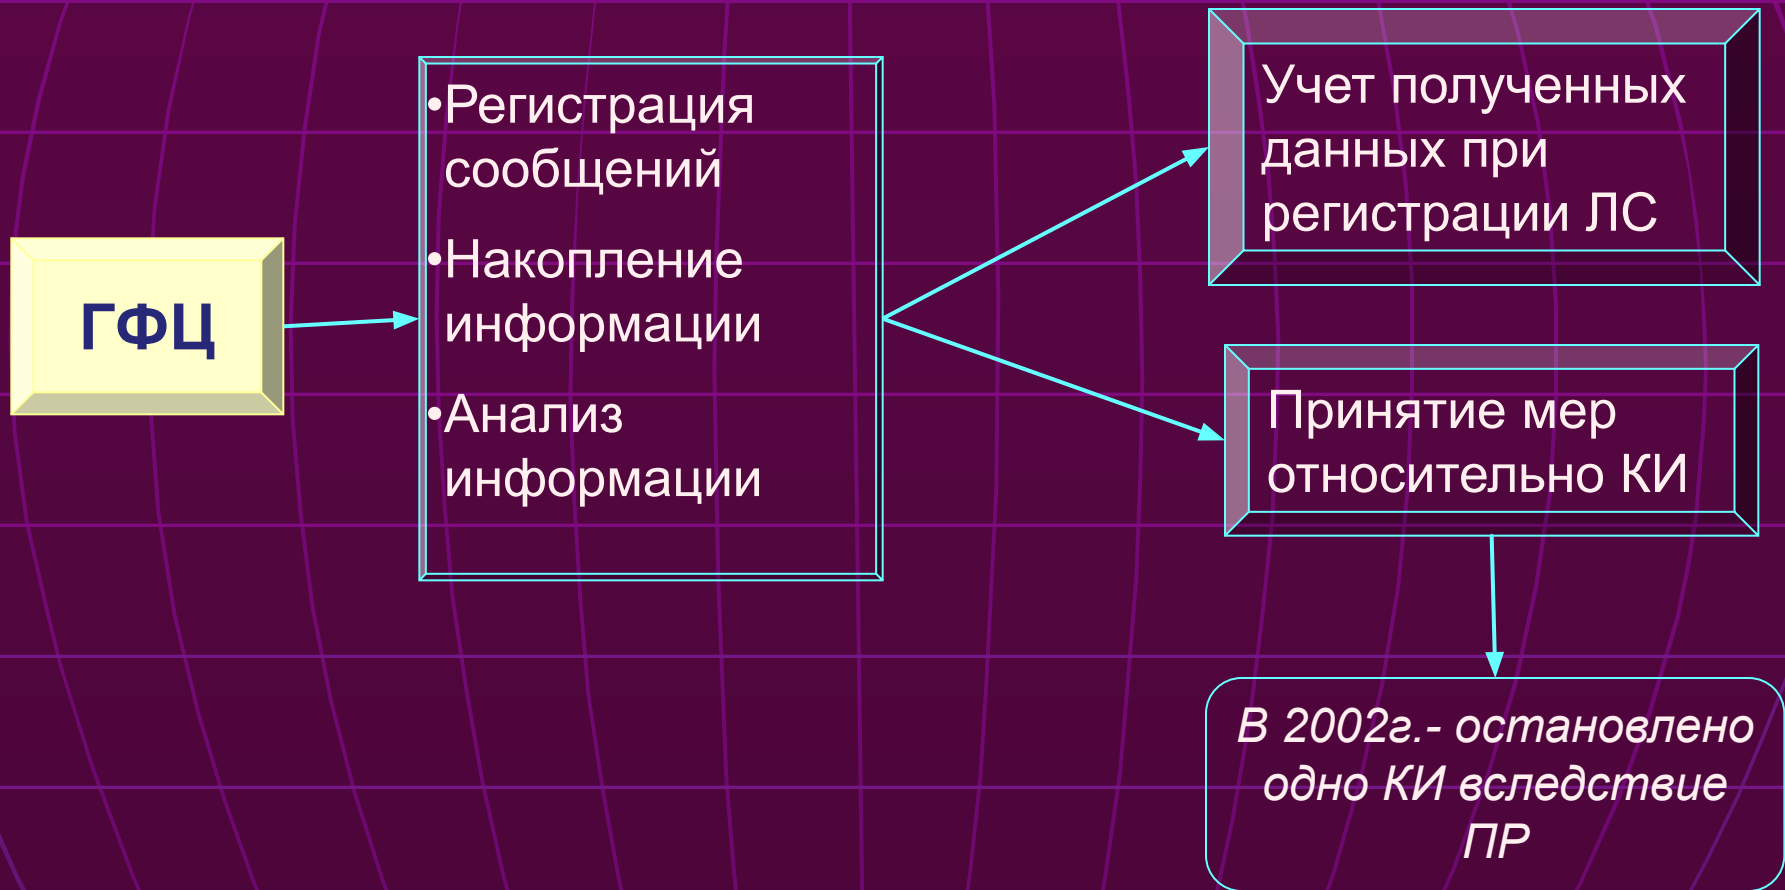 ГФЦ
•Регистрация
сообщений
•Накопление
информации
•Анализ
информации
Учет полученных
данных при
регистрации ЛС
Принятие мер
относительно КИ
В 2002г.- остановлено
одно КИ вследствие
ПР